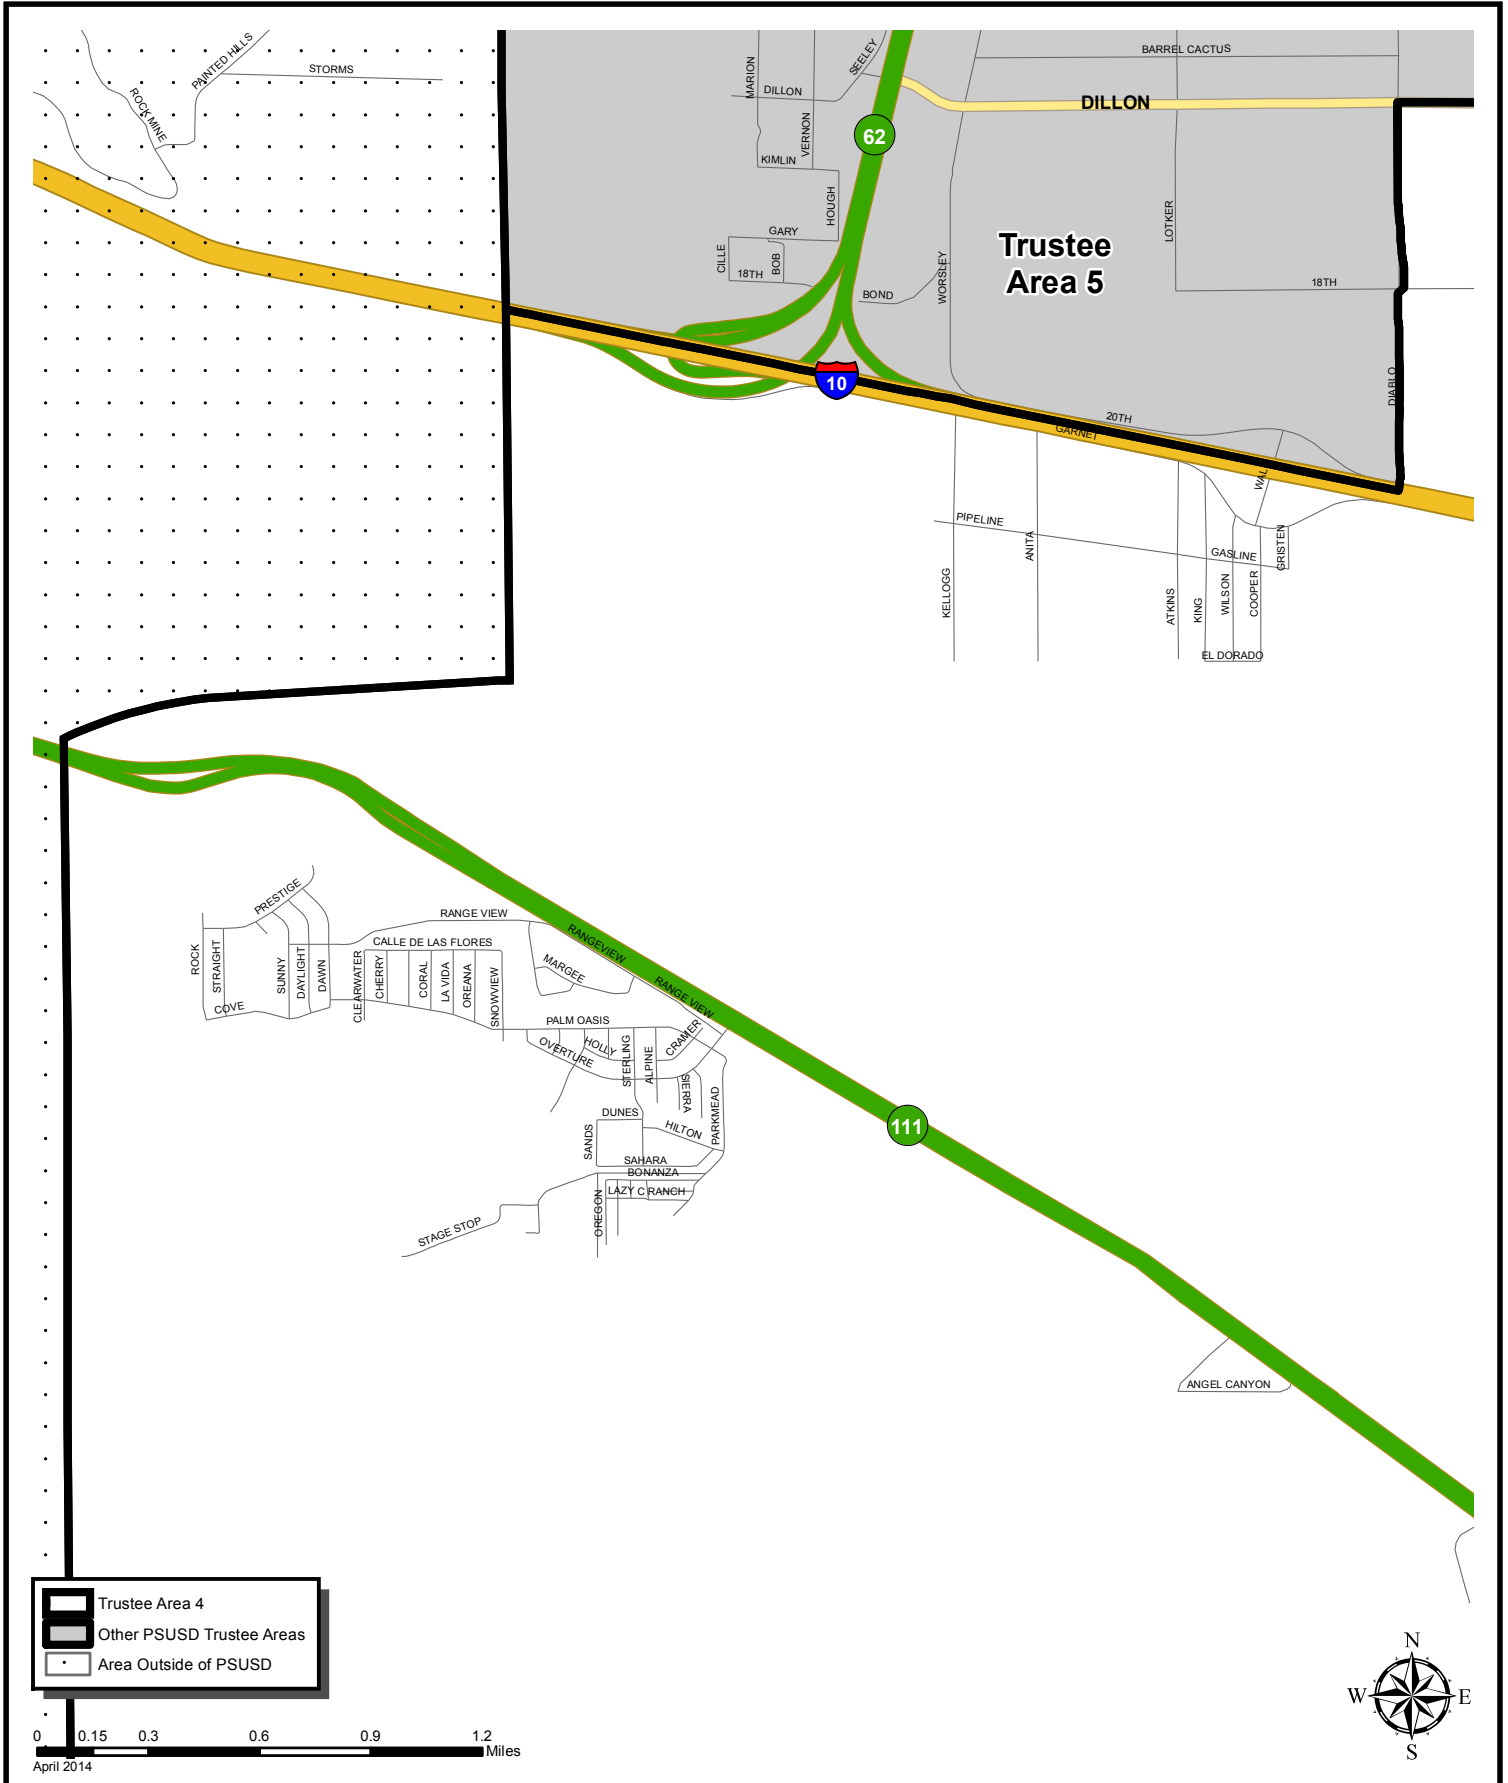 PAINTED HILLS
STORMS
ROCK MINE
MARION
DILLON
SEELEY
VERNON
KIMLIN
HOUGH
62
BARREL CACTUS
DILLON
LOTKER
GARY
CILLE
BOB
18TH
BOND
WORSLEY
Trustee
Area 5
18TH
10
DIABLO
20TH
GARNET
WALL
PIPELINE
ANITA
GASLINE
GRISTEN
KELLOGG
ATKINS
KING
WILSON
COOPER
EL DORADO
PRESTIGE
RANGE VIEW
CALLE DE LAS FLORES
RANGEVIEW
RANGE VIEW
MARGEE
ROCK
STRAIGHT
SUNNY
DAYLIGHT
DAWN
CLEARWATER
CHERRY
CORAL
LA VIDA
OREANA
SNOWVIEW
COVE
PALM OASIS
OVERTURE
HOLLY
STERLING
ALPINE
CRAMER
SIERRA
PARKMEAD
DUNES
SANDS
HILTON
SAHARA
BONANZA
LAZY C RANCH
OREGON
STAGE STOP
111
ANGEL CANYON
Trustee Area 4
Other PSUSD Trustee Areas
Area Outside of PSUSD
N
W E
S
0 0.15 0.3 0.6 0.9 1.2
Miles
April 2014